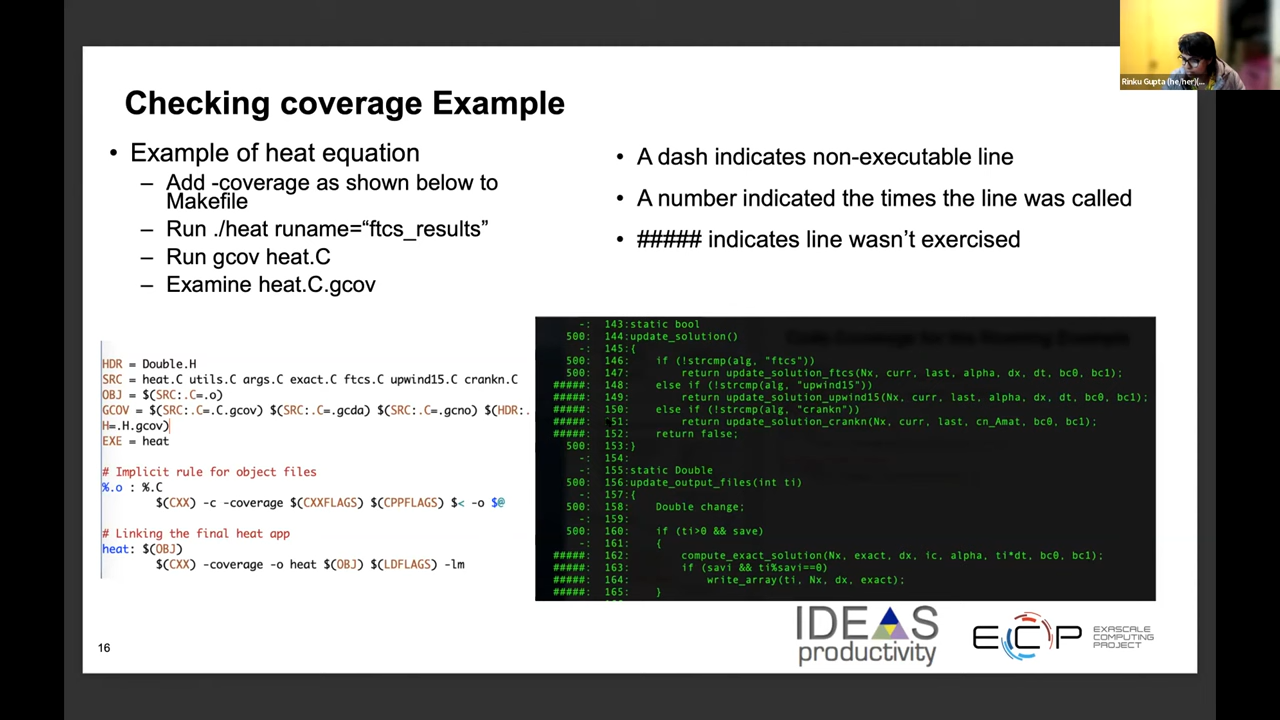 Rinku Gupta (he/her)(...
Checking coverage Example
• Example of heat equation
– Add -coverage as shown below to
Makefile
– Run ./heat runame=“ftcs_results”
– Run gcov heat.C
– Examine heat.C.gcov
• A dash indicates non-executable line
• A number indicated the times the line was called
• ##### indicates line wasn’t exercised
HDR = Double.H
SRC = heat.C utils.C args.C exact.C ftcs.C upwind15.C crankn.C
OBJ = $(SRC:.C=.o)
GCOV = $(SRC:.C=.C.gcov) $(SRC:.C=.gcda) $(SRC:.C=.gcno) $(HDR:.
H=.H.gcov)
EXE = heat
# Implicit rule for object files
%.o : %.C
$(CXX) -c -coverage $(CXXFLAGS) $(CPPFLAGS) $< -o $@
# Linking the final heat app
heat: $(OBJ)
$(CXX) -coverage -o heat $(OBJ) $(LDFLAGS) -lm
-: 143:static bool
500: 144:update_solution()
-: 145:{
500: 146: if (!strcmp(alg, "ftcs"))
500: 147: return update_solution_ftcs(Nx, curr, last, alpha, dx, dt, bc0, bc1);
#####: 148: else if (!strcmp(alg, "upwind15"))
#####: 149: return update_solution_upwind15(Nx, curr, last, alpha, dx, dt, bc0, bc1);
#####: 150: else if (!strcmp(alg, "crankn"))
#####: 151: return update_solution_crankn(Nx, curr, last, cn_Amat, bc0, bc1);
#####: 152: return false;
500: 153:}
-: 154:
-: 155:static Double
500: 156:update_output_files(int ti)
-: 157:{
500: 158: Double change;
-: 159:
500: 160: if (ti>0 && save)
-: 161: {
#####: 162: compute_exact_solution(Nx, exact, dx, ic, alpha, ti*dt, bc0, bc1);
#####: 163: if (savi && ti%savi==0)
#####: 164: write_array(ti, Nx, dx, exact);
#####: 165: }
16
IDEAS
productivity
ECP
EXASCALE
COMPUTING
PROJECT